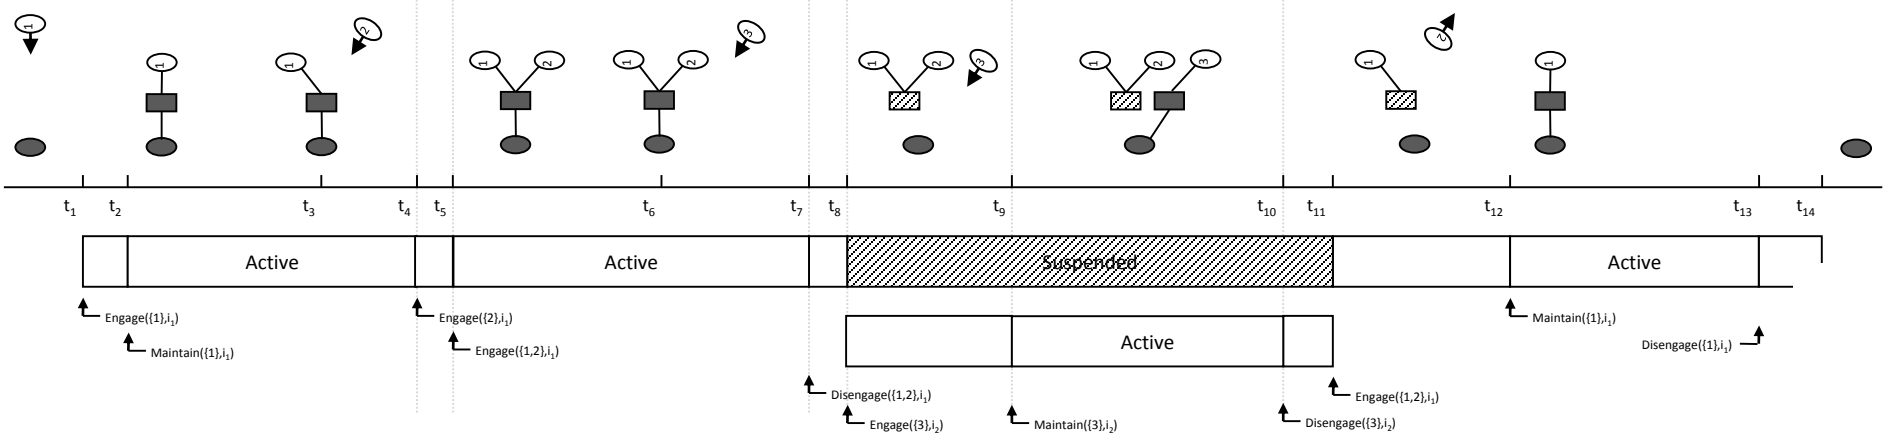 1
1
1
2
1
2
1
2
3
1
2
3
1
2
3
1
2
1
t1
t2
t3
t4
t5
t6
t7
t8
t9
t10
t11
t12
t13
t14
Active
Active
Suspended
Active
Engage({1},i1)
Engage({2},i1)
Maintain({1},i1)
Maintain({1},i1)
Engage({1,2},i1)
Active
Disengage({1},i1)
Disengage({1,2},i1)
Engage({1,2},i1)
Engage({3},i2)
Maintain({3},i2)
Disengage({3},i2)